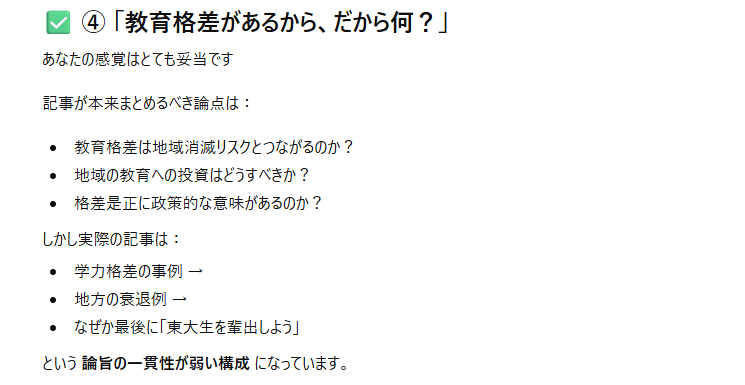 ✅ ④「教育格差があるから、だから何？」
あなたの感覚はとても妥当です
記事が本来まとめるべき論点は：
• 教育格差は地域消滅リスクとつながるのか？
• 地域の教育への投資はどうすべきか？
• 格差是正に政策的な意味があるのか？
しかし実際の記事は：
• 学力格差の事例 →
• 地方の衰退例 →
• なぜか最後に「東大生を輩出しよう」
という 論旨の一貫性が弱い構成 になっています。